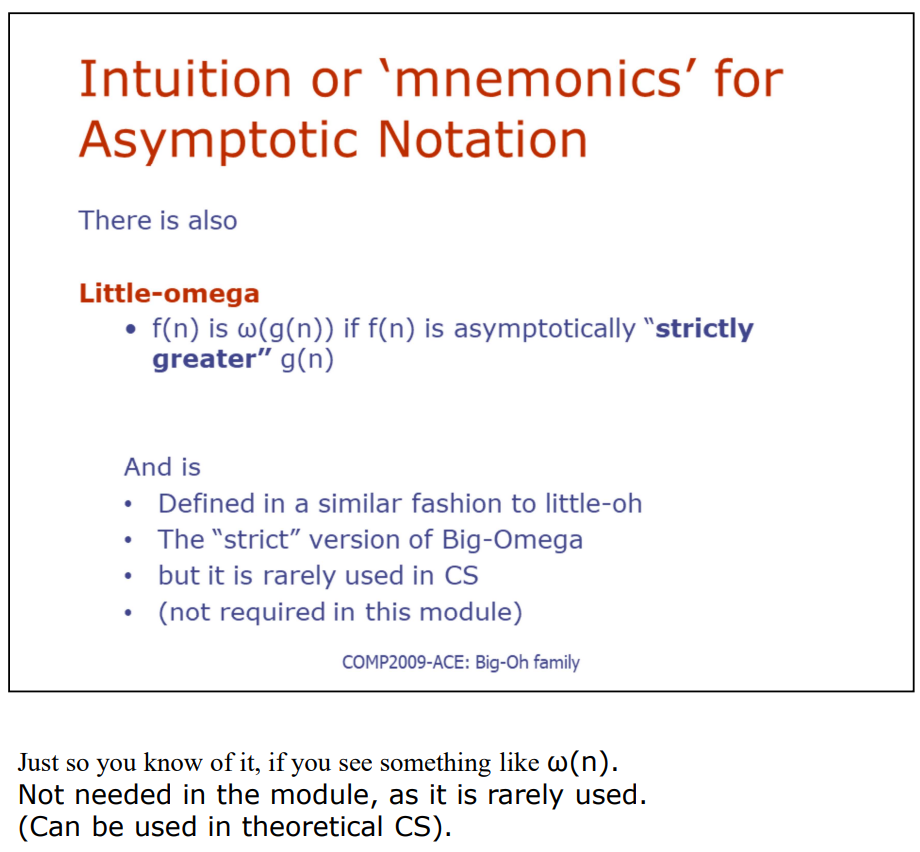 Intuition or ‘mnemonics’ for
Asymptotic Notation
There is also
Little-omega
• f(n) is ω(g(n)) if f(n) is asymptotically “strictly
greater” g(n)
And is
• Defined in a similar fashion to little-oh
• The “strict” version of Big-Omega
• but it is rarely used in CS
• (not required in this module)
COMP2009-ACE: Big-Oh family
Just so you know of it, if you see something like ω(n).
Not needed in the module, as it is rarely used.
(Can be used in theoretical CS).